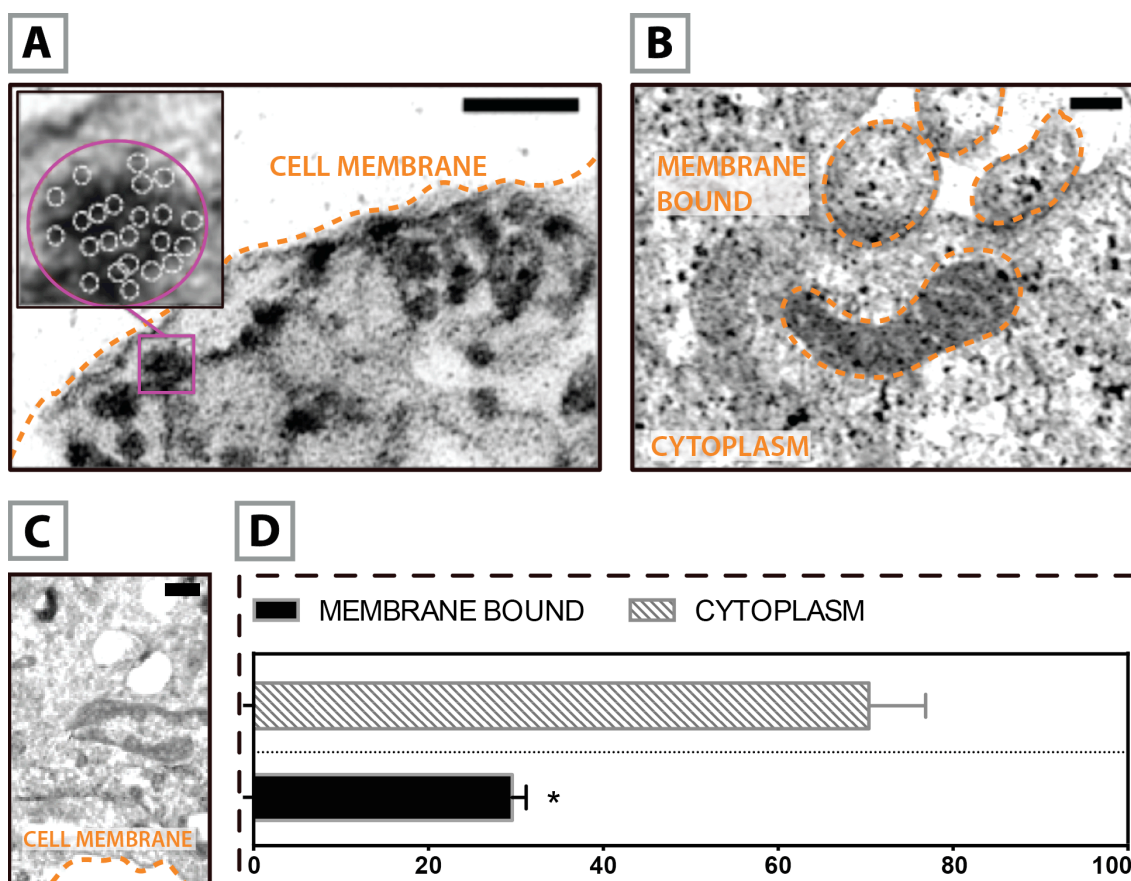 A
B
CELL MEMBRANE
MEMBRANE
BOUND
CYTOPLASM
C
D
MEMBRANE BOUND
CYTOPLASM
*
CELL MEMBRANE
0 20 40 60 80 100